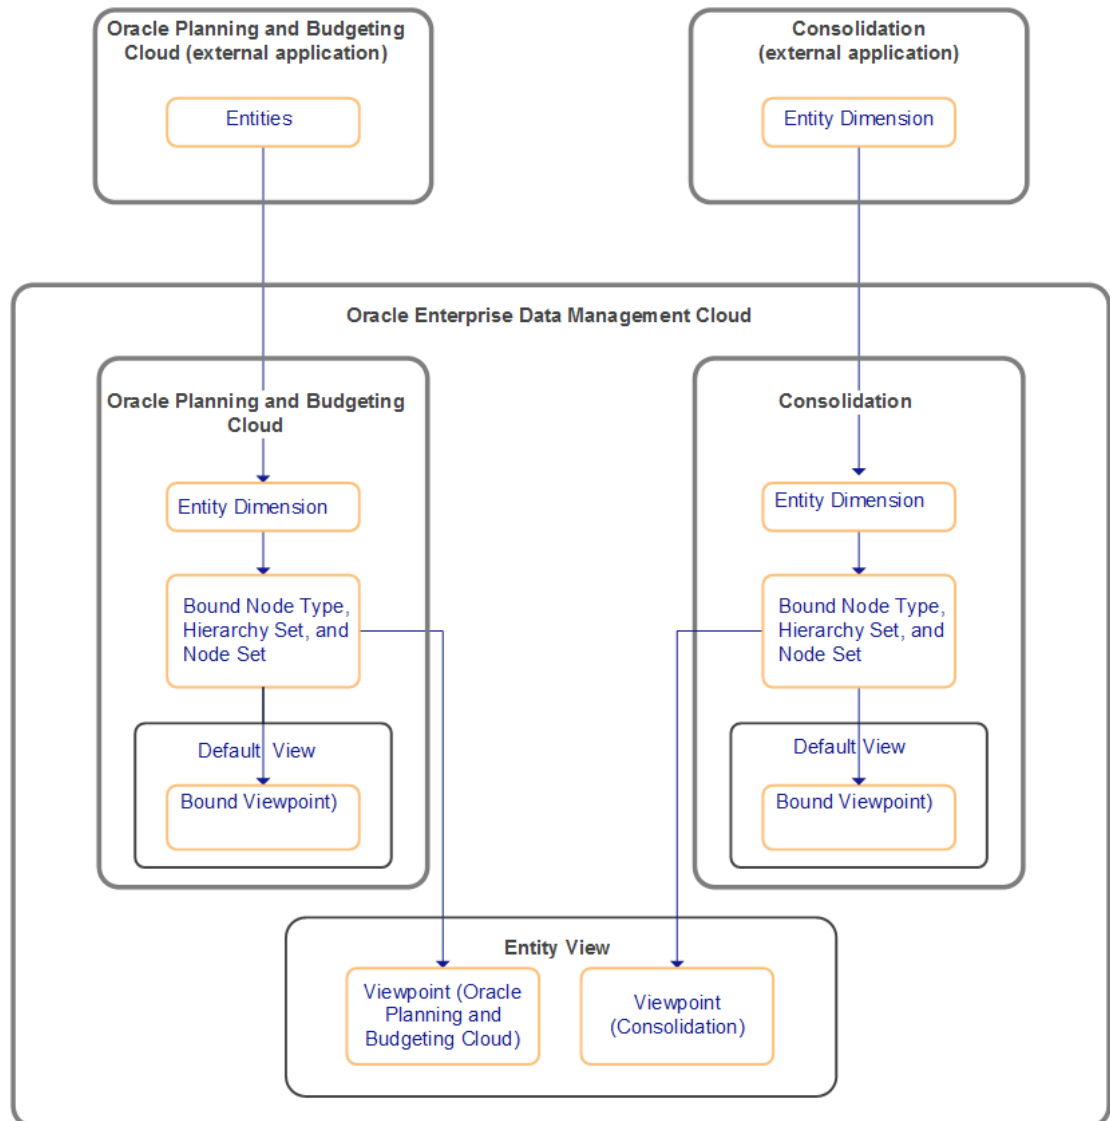 Oracle Planning and Budgeting
Cloud (external application)
Entities
Consolidation
(external application)
Entity Dimension
Oracle Enterprise Data Management Cloud
Oracle Planning and Budgeting
Cloud
Entity Dimension
Bound Node Type,
Hierarchy Set, and
Node Set
Default View
Bound Viewpoint)
Consolidation
Entity Dimension
Bound Node Type,
Hierarchy Set, and
Node Set
Default View
Bound Viewpoint)
Entity View
Viewpoint (Oracle
Planning and
Budgeting Cloud)
Viewpoint
(Consolidation)